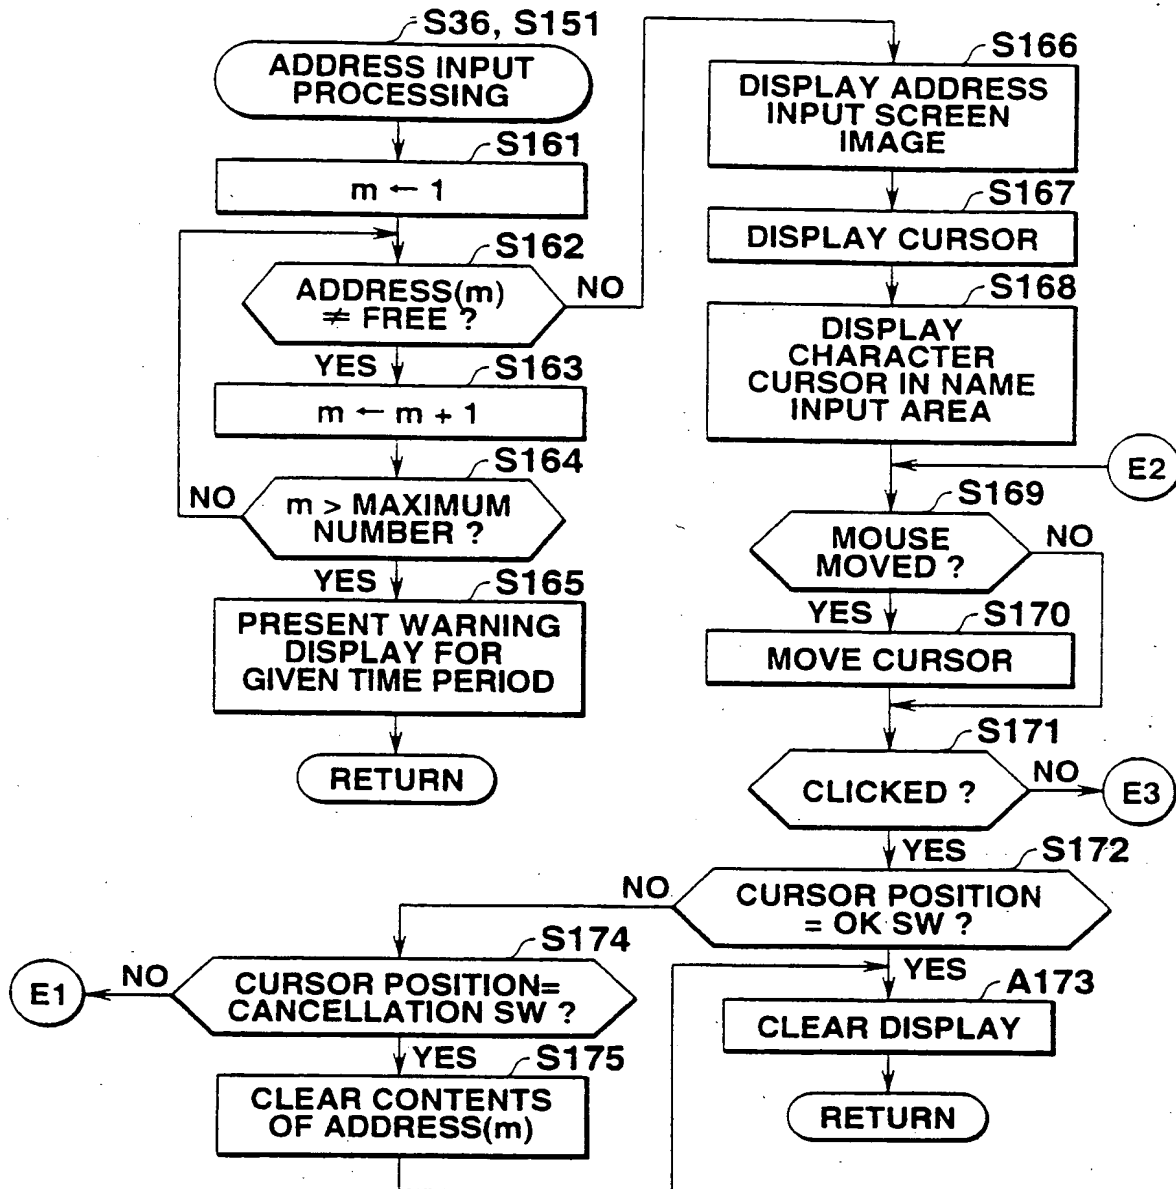 S36, S151
ADDRESS INPUT
PROCESSING
S161
m ← 1
S162
ADDRESS(m)
≠ FREE ?
NO
YES
S163
m ← m + 1
S164
NO
m > MAXIMUM
NUMBER ?
YES
S165
PRESENT WARNING
DISPLAY FOR
GIVEN TIME PERIOD
RETURN
S166
DISPLAY ADDRESS
INPUT SCREEN
IMAGE
S167
DISPLAY CURSOR
S168
DISPLAY
CHARACTER
CURSOR IN NAME
INPUT AREA
E2
S169
MOUSE
MOVED ?
NO
YES
S170
MOVE CURSOR
S171
CLICKED ?
NO
E3
YES
S172
NO
CURSOR POSITION
= OK SW ?
YES
A173
CLEAR DISPLAY
RETURN
S174
E1
NO
CURSOR POSITION=
CANCELLATION SW ?
YES
S175
CLEAR CONTENTS
OF ADDRESS(m)